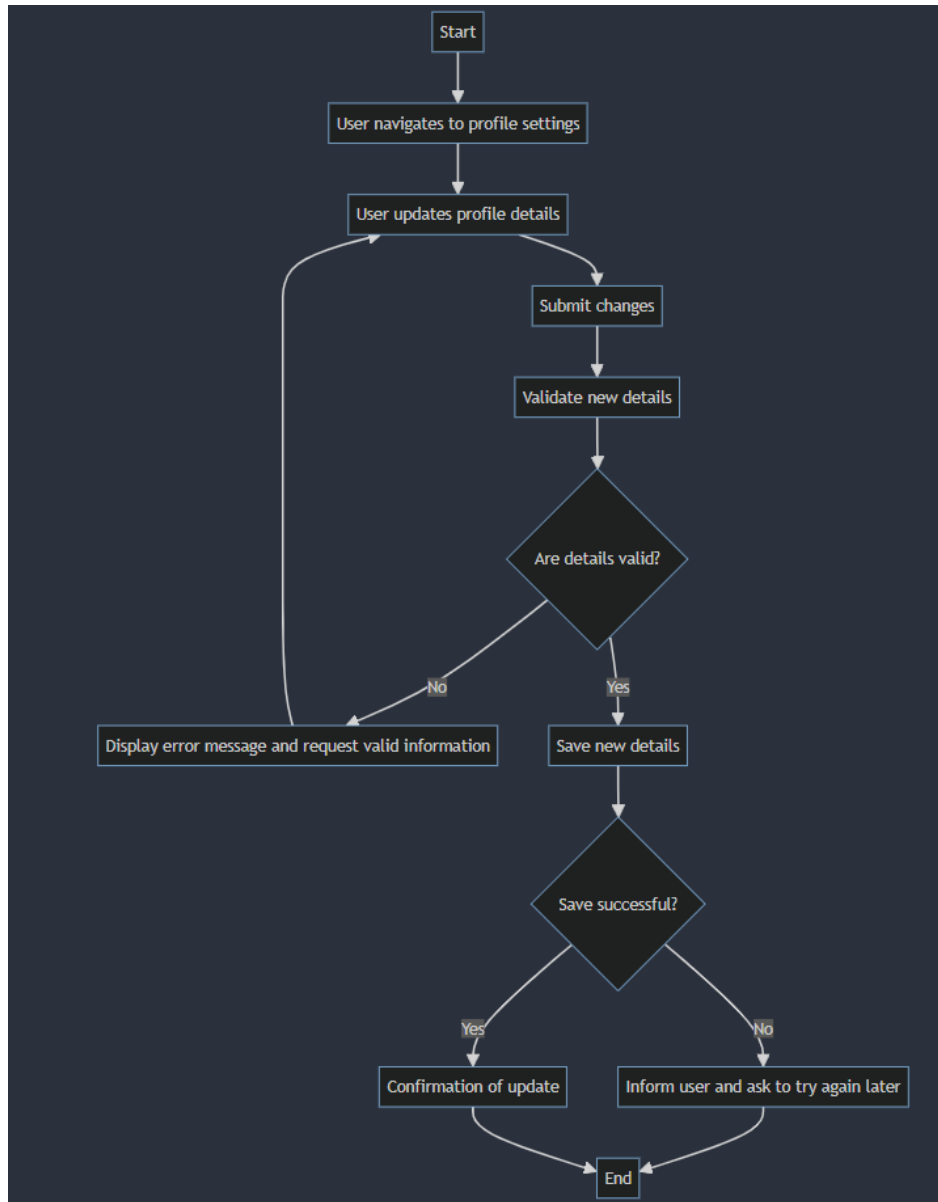 Start
User navigates to profile settings
User updates profile details
Submit changes
Validate new details
Are details valid?
No
Yes
Display error message and request valid information
Save new details
Save successful?
Yes
No
Confirmation of update
Inform user and ask to try again later
End